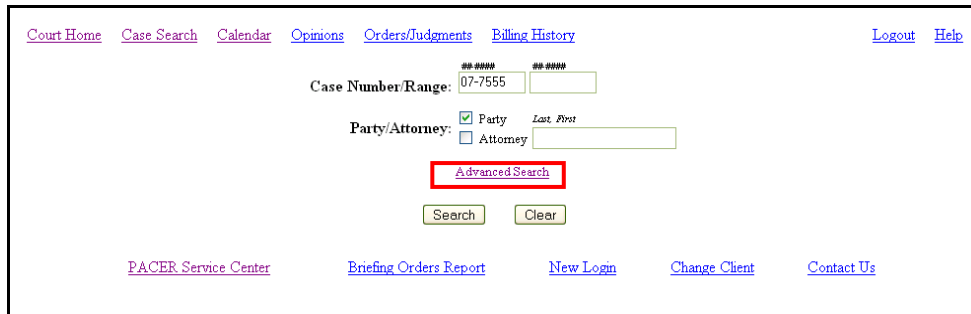 Court Home Case Search Calendar Opinions Orders/Judgments Billing History Logout Help
##-#### ##-####
Case Number/Range: 07-7555
Party/Attorney: Party Last, First
Attorney
Advanced Search
Search Clear
PACER Service Center Briefing Orders Report New Login Change Client Contact Us